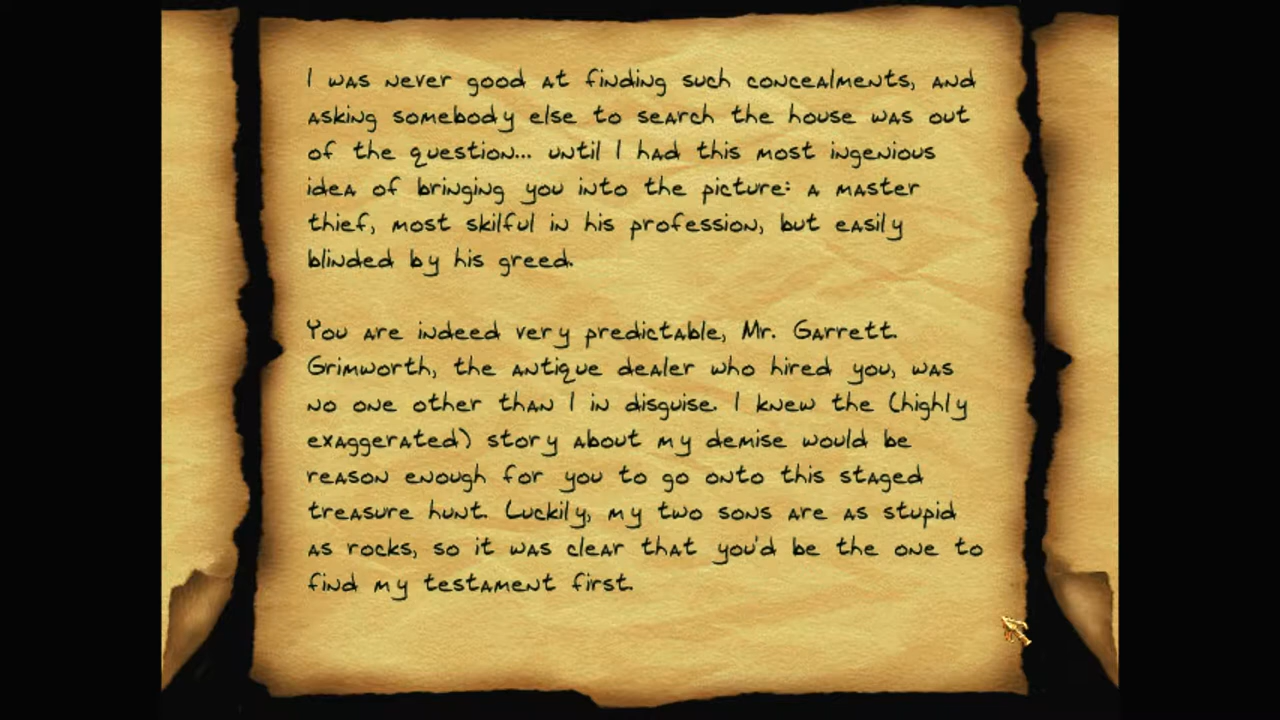 I was never good at finding such concealments, and
asking somebody else to search the house was out
of the question... until I had this most ingenious
idea of bringing you into the picture: a master
thief, most skilful in his profession, but easily
blinded by his greed.
You are indeed very predictable, Mr. Garrett.
Grimworth, the antique dealer who hired you, was
no one other than I in disguise. I knew the (highly
exaggerated) story about my demise would be
reason enough for you to go onto this staged
treasure hunt. Luckily, my two sons are as stupid
as rocks, so it was clear that you'd be the one to
find my testament first.